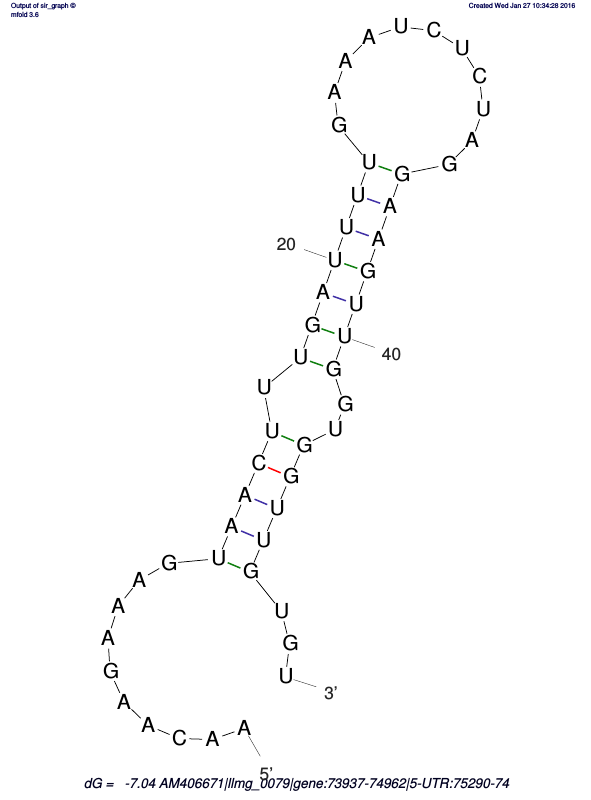 Output of sir_graph ©
mfold 3.6
Created Wed Jan 27 10:34:28 2016
5'
A A C A A G A A A G U A A C U U U G A U U U U G A A A U C U C U A G G A A G U U G G U G G U U G U G U
3'
20
40
dG = -7.04 AM406671|llmg_0079|gene:73937-74962|5-UTR:75290-74